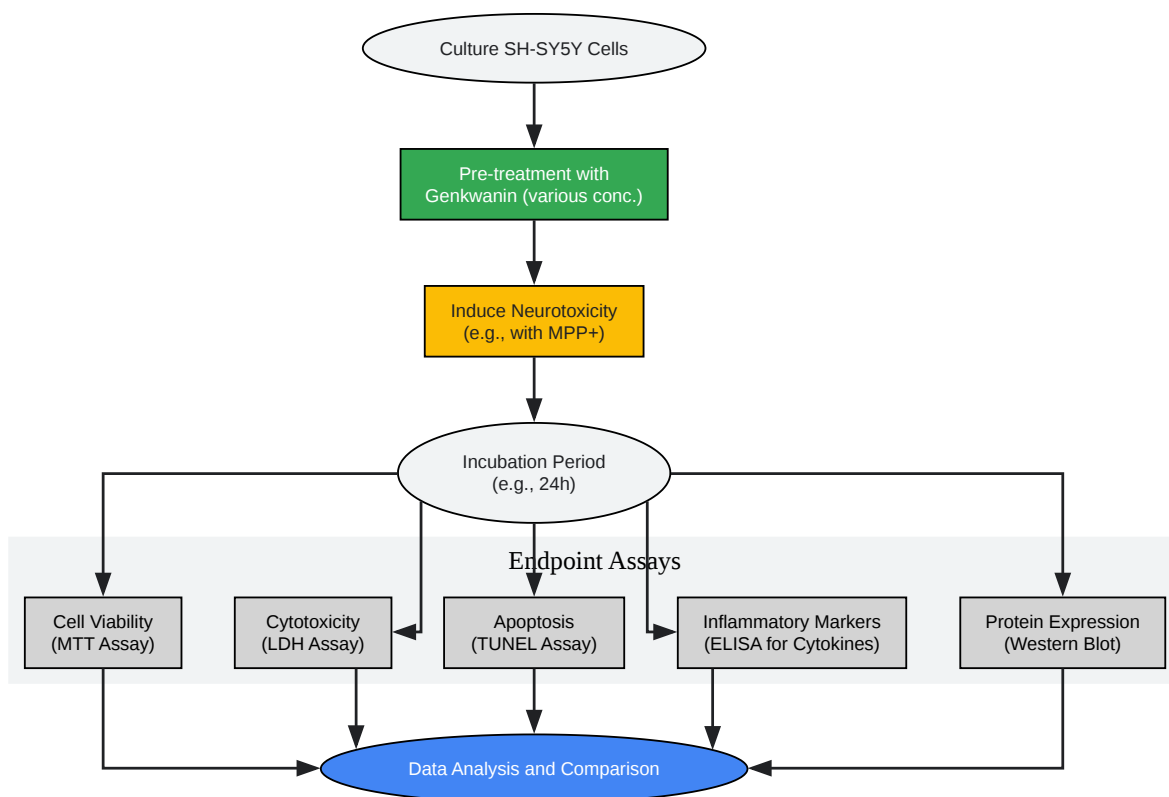 Culture SH-SY5Y Cells
Pre-treatment with
Genkwanin (various conc.)
Induce Neurotoxicity
(e.g., with MPP+)
Incubation Period
(e.g., 24h)
Endpoint Assays
Cell Viability
(MTT Assay)
Cytotoxicity
(LDH Assay)
Apoptosis
(TUNEL Assay)
Inflammatory Markers
(ELISA for Cytokines)
Protein Expression
(Western Blot)
Data Analysis and Comparison